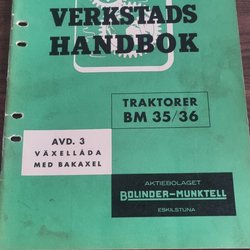 VERKSTADS
HANDBOK
TRAKTORER
BM 35/36
AVD. 3
VÄXELLÅDA
MED BAKAXEL
AKTIEBOLAGET
BOLINDER-MUNKTELL
ESKILSTUNA